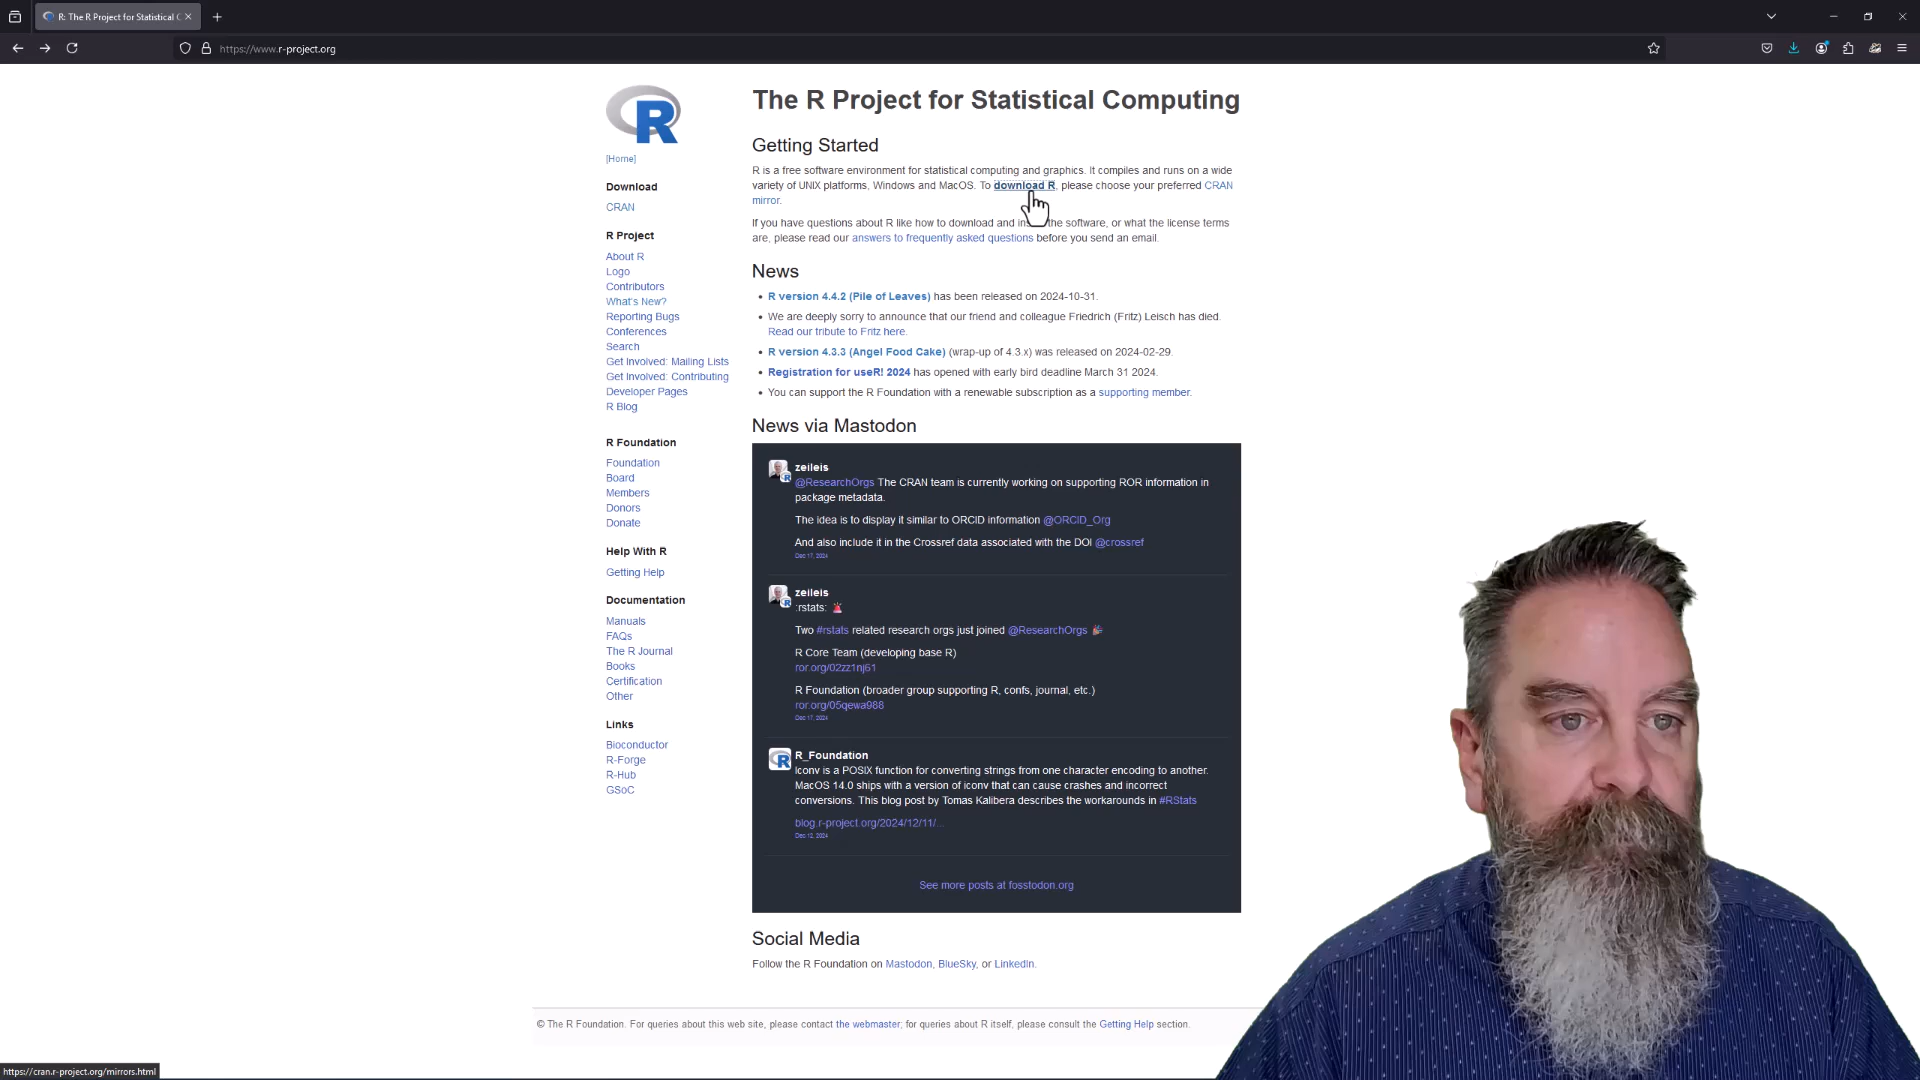 R: The R Project for Statistical C
https://www.r-project.org
R
[Home]
Download
CRAN
R Project
About R
Logo
Contributors
What's New?
Reporting Bugs
Conferences
Search
Get Involved: Mailing Lists
Get Involved: Contributing
Developer Pages
R Blog
R Foundation
Foundation
Board
Members
Donors
Donate
Help With R
Getting Help
Documentation
Manuals
FAQs
The R Journal
Books
Certification
Other
Links
Bioconductor
R-Forge
R-Hub
GSoC
The R Project for Statistical Computing
Getting Started
R is a free software environment for statistical computing and graphics. It compiles and runs on a wide
variety of UNIX platforms, Windows and MacOS. To download R, please choose your preferred CRAN
mirror.
If you have questions about R like how to download and the software, or what the license terms
are, please read our answers to frequently asked questions before you send an email.
News
• R version 4.4.2 (Pile of Leaves) has been released on 2024-10-31.
• We are deeply sorry to announce that our friend and colleague Friedrich (Fritz) Leisch has died.
Read our tribute to Fritz here.
• R version 4.3.3 (Angel Food Cake) (wrap-up of 4.3.x) was released on 2024-02-29.
• Registration for useR! 2024 has opened with early bird deadline March 31 2024.
• You can support the R Foundation with a renewable subscription as a supporting member.
News via Mastodon
zeileis
@ResearchOrgs The CRAN team is currently working on supporting ROR information in
package metadata.
The idea is to display it similar to ORCID information @ORCID_Org
And also include it in the Crossref data associated with the DOI @crossref
Dec 17, 2024
zeileis
:rstats: 🚨
Two #rstats related research orgs just joined @ResearchOrgs 🎉
R Core Team (developing base R)
ror.org/02zz1nj61
R Foundation (broader group supporting R, confs, journal, etc.)
ror.org/05qewa988
Dec 17, 2024
R_Foundation
Iconv is a POSIX function for converting strings from one character encoding to another.
MacOS 14.0 ships with a version of iconv that can cause crashes and incorrect
conversions. This blog post by Tomas Kalibera describes the workarounds in #RStats
blog.r-project.org/2024/12/11/...
Dec 12, 2024
See more posts at fosstodon.org
Social Media
Follow the R Foundation on Mastodon, BlueSky, or LinkedIn.
© The R Foundation. For queries about this web site, please contact the webmaster; for queries about R itself, please consult the Getting Help section.
https://cran.r-project.org/mirrors.html